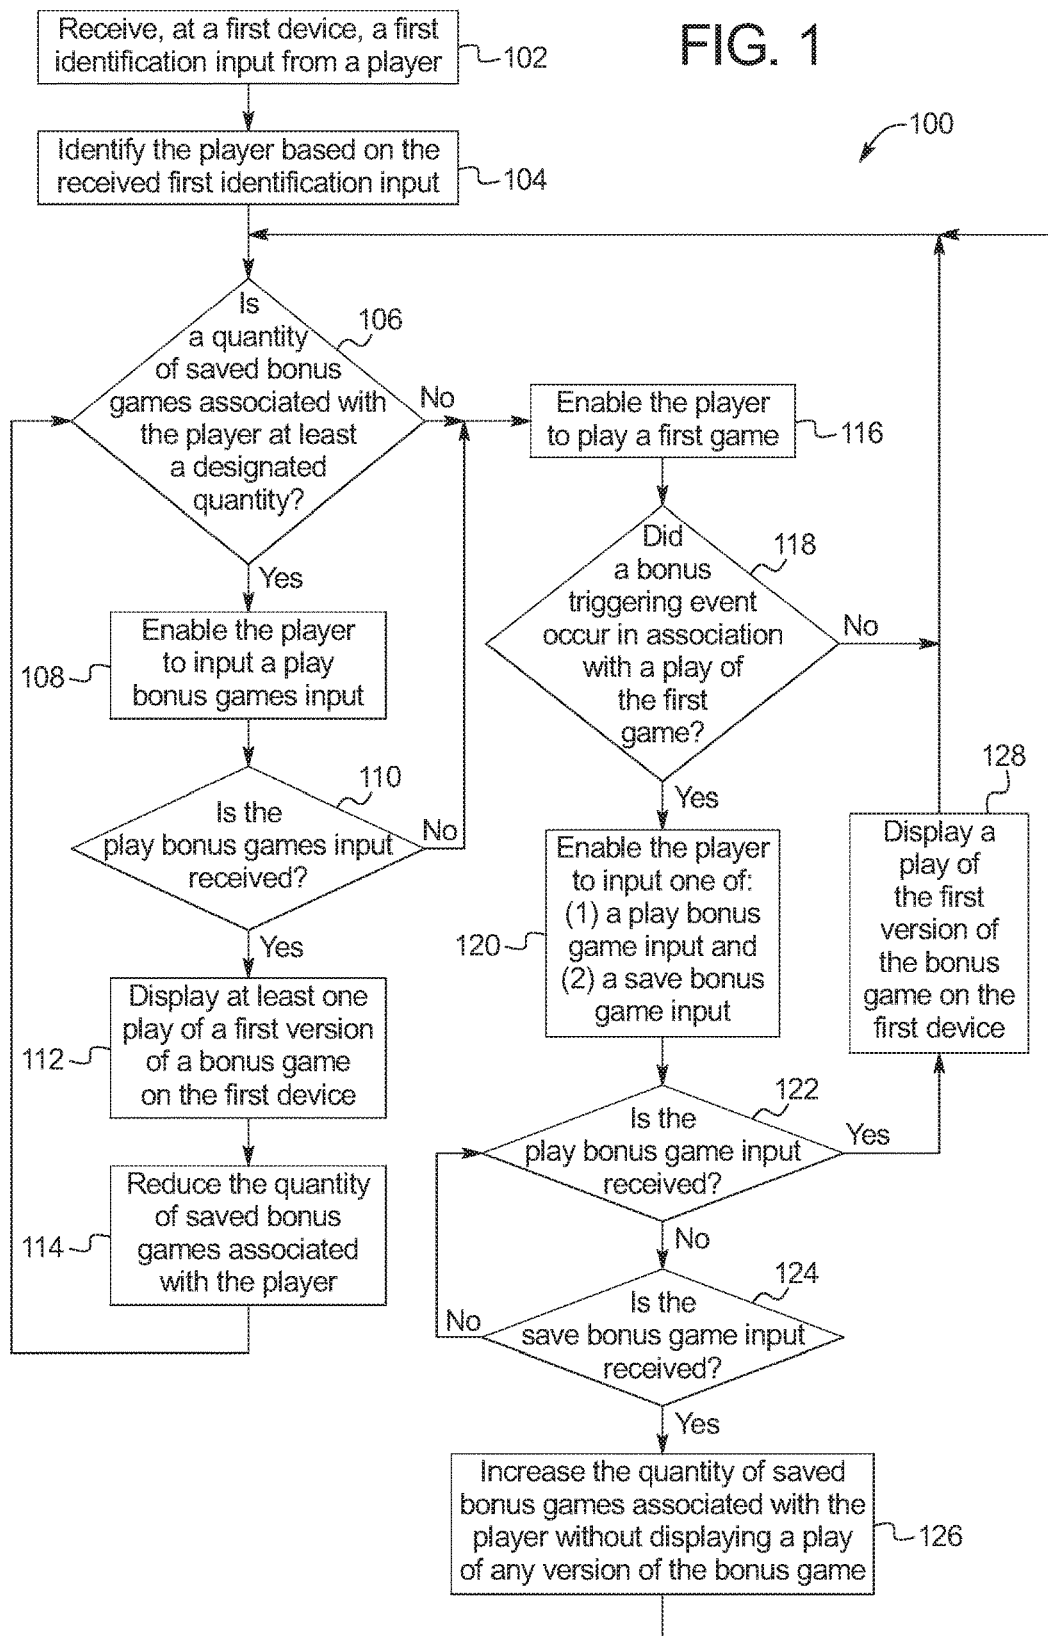 FIG. 1
100
Receive, at a first device, a first
identification input from a player
102
Identify the player based on the
received first identification input
104
Is
a quantity
of saved bonus
games associated with
the player at least
a designated
quantity?
106
No
Yes
Enable the player
to input a play
bonus games input
108
Is the
play bonus games input
received?
110
No
Yes
Display at least one
play of a first version
of a bonus game
on the first device
112
Reduce the quantity
of saved bonus
games associated
with the player
114
Enable the player
to play a first game
116
Did
a bonus
triggering event
occur in association
with a play of
the first
game?
118
No
Yes
Enable the player
to input one of:
(1) a play bonus
game input and
(2) a save bonus
game input
120
Is the
play bonus game input
received?
122
Yes
No
Is the
save bonus game input
received?
124
No
Yes
Increase the quantity of saved
bonus games associated with the
player without displaying a play
of any version of the bonus game
126
128
Display a
play of
the first
version of
the bonus
game on the
first device